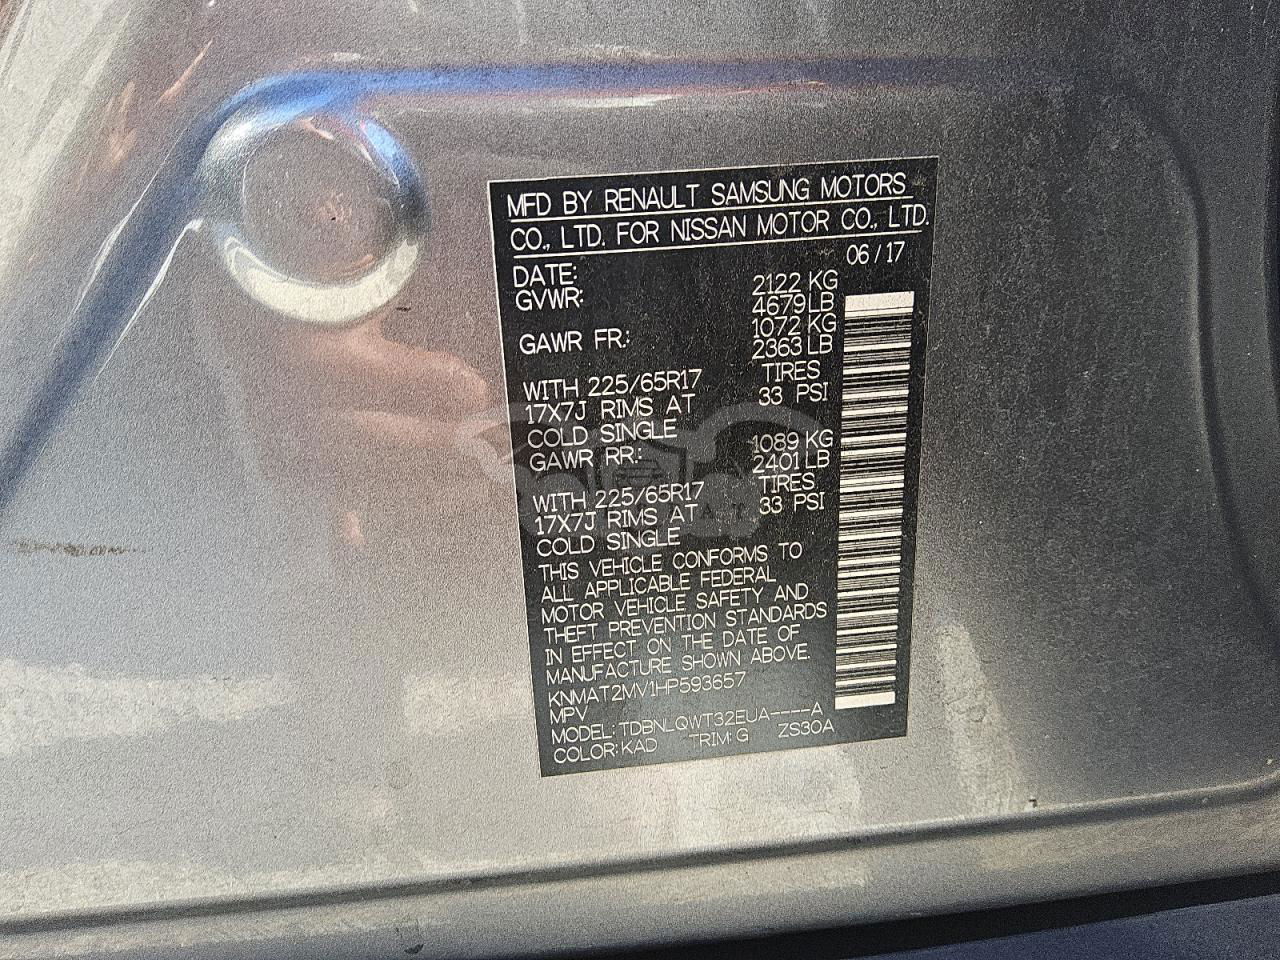 MFD BY RENAULT SAMSUNG MOTORS
CO., LTD. FOR NISSAN MOTOR CO., LTD.
DATE: 06/17
GVWR: 2122 KG
4679 LB
GAWR FR.: 1072 KG
2363 LB
WITH 225/65R17 TIRES
17X7J RIMS AT 33 PSI
COLD SINGLE
GAWR RR.: 1089 KG
2401 LB
WITH 225/65R17 TIRES
17X7J RIMS AT 33 PSI
COLD SINGLE
THIS VEHICLE CONFORMS TO
ALL APPLICABLE FEDERAL
MOTOR VEHICLE SAFETY AND
THEFT PREVENTION STANDARDS
IN EFFECT ON THE DATE OF
MANUFACTURE SHOWN ABOVE.
KNMAT2MV1HP593657
MPV
MODEL: TDBNLQWT32EUA----A
COLOR: KAD TRIM: G ZS30A